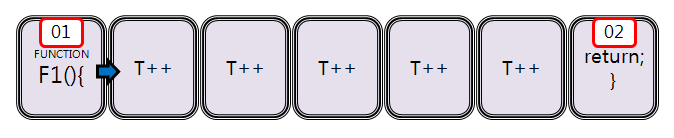 01
FUNCTION
F1(){
T++
T++
T++
T++
T++
02
return;
}